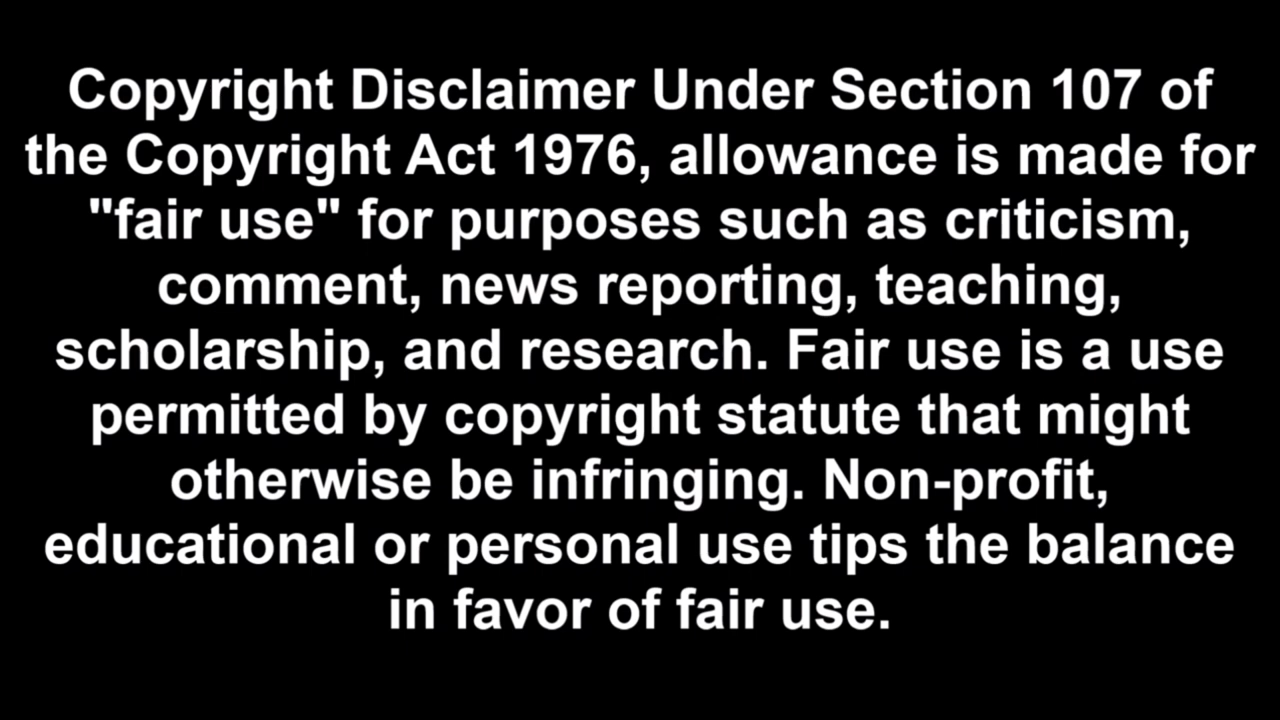 Copyright Disclaimer Under Section 107 of
the Copyright Act 1976, allowance is made for
"fair use" for purposes such as criticism,
comment, news reporting, teaching,
scholarship, and research. Fair use is a use
permitted by copyright statute that might
otherwise be infringing. Non-profit,
educational or personal use tips the balance
in favor of fair use.